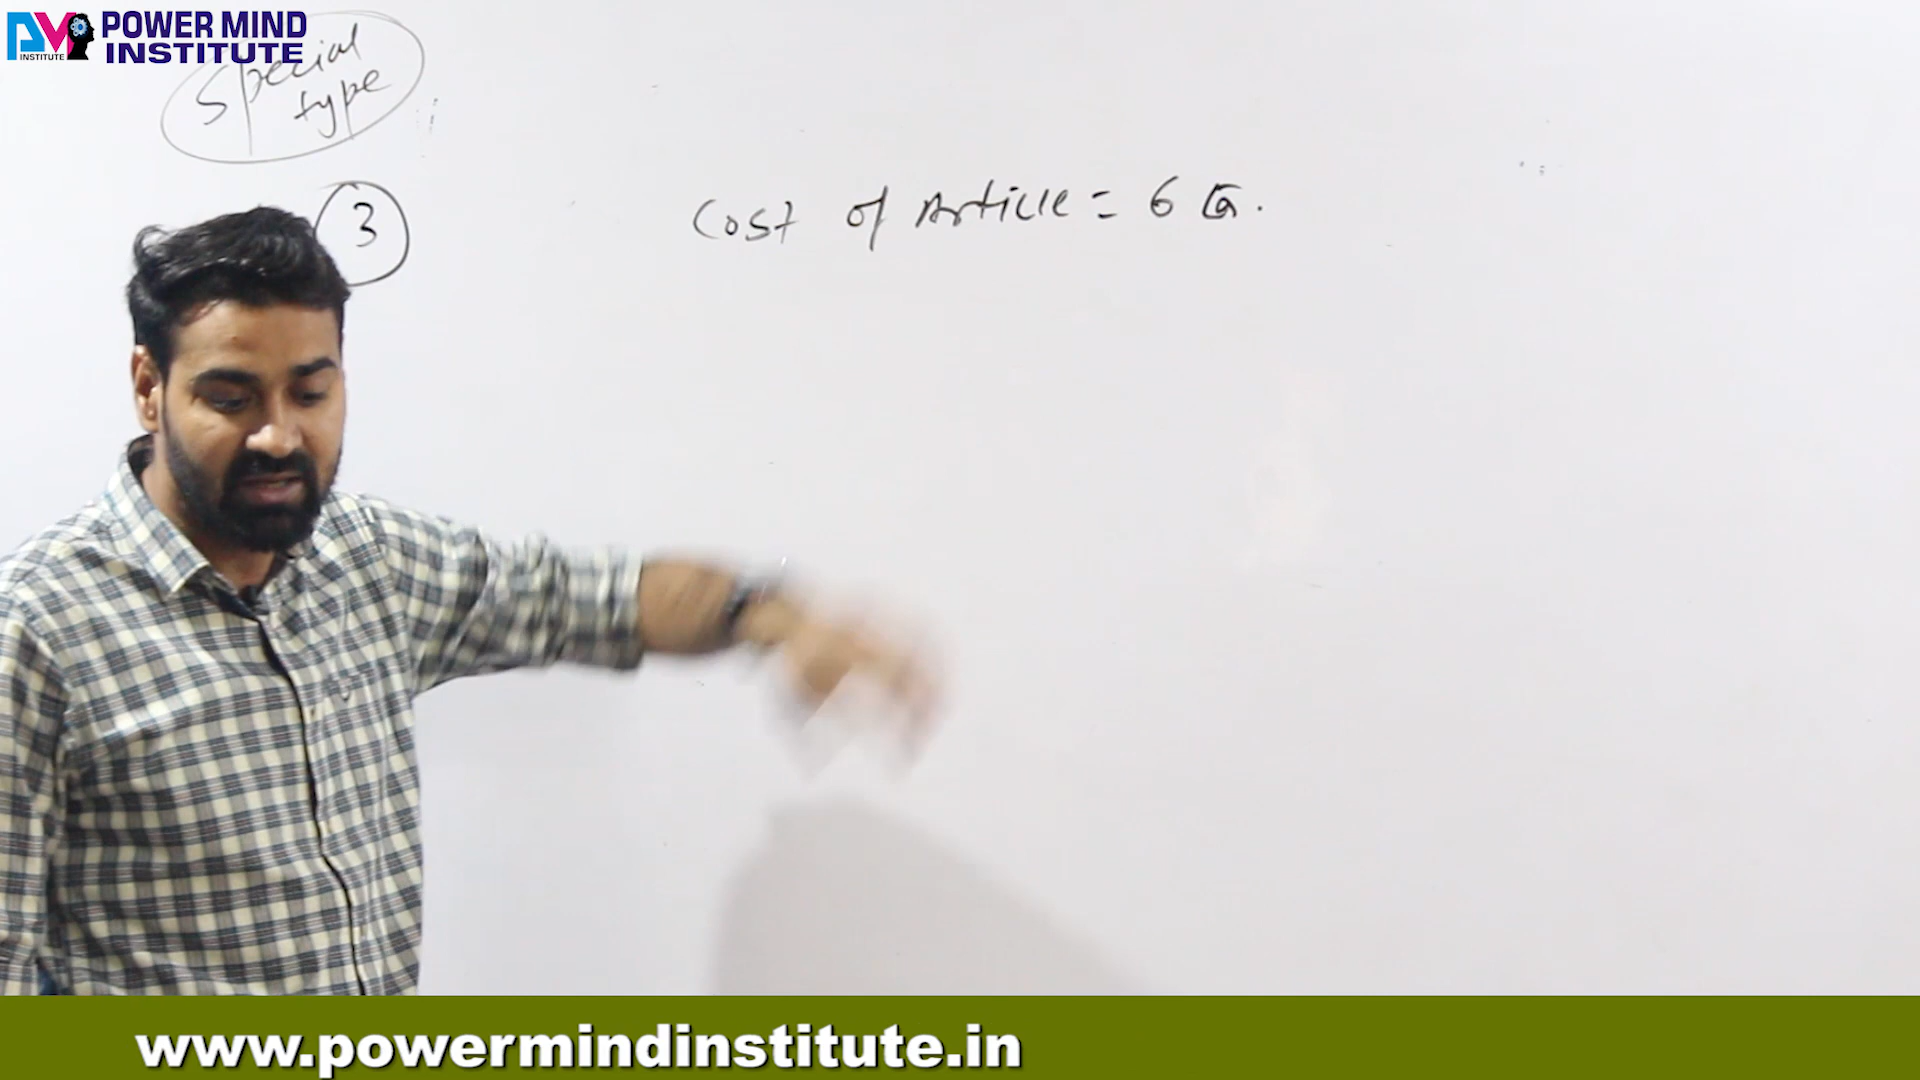 POWER MIND
INSTITUTE
INSTITUTE
Special
type
3
Cost of Article = 6
www.powermindinstitute.in